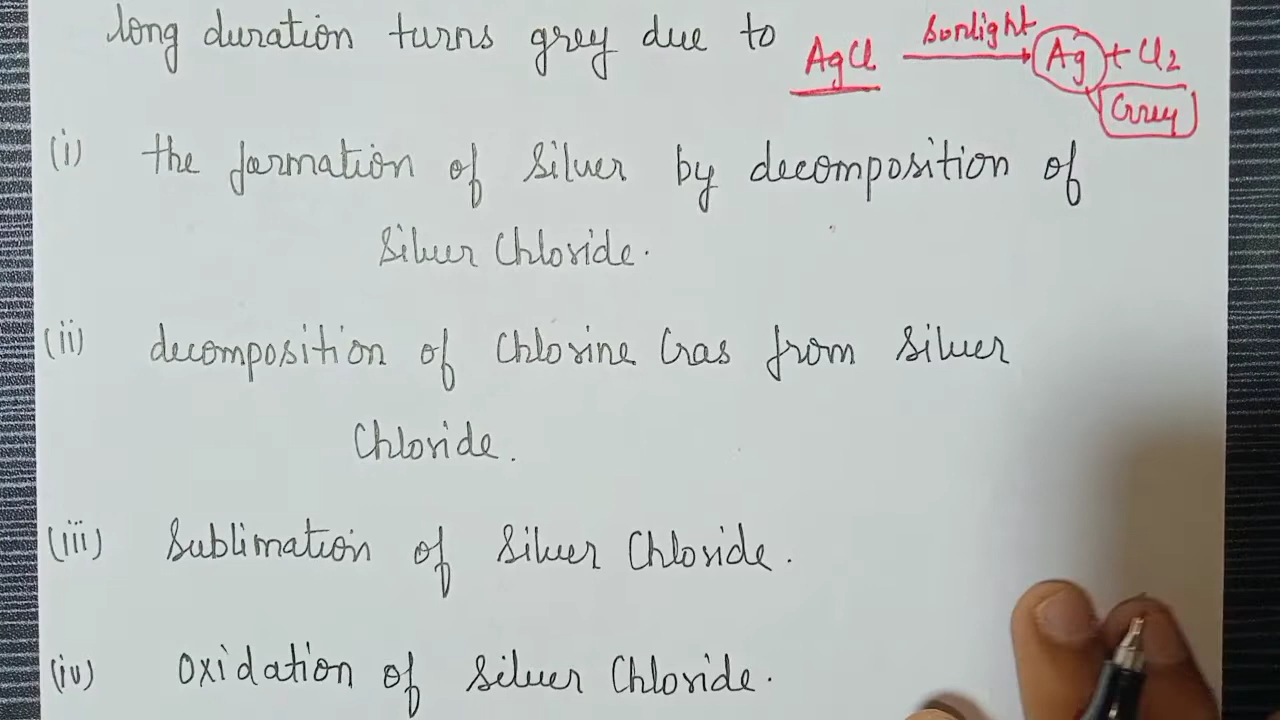 long duration turns grey due to AgCl sunlight Ag + Cl2
Grey
(i) the formation of Silver by decomposition of
Silver Chloride.
(ii) decomposition of Chlorine Gas from Silver
Chloride.
(iii) Sublimation of Silver Chloride.
(iv) Oxidation of Silver Chloride.